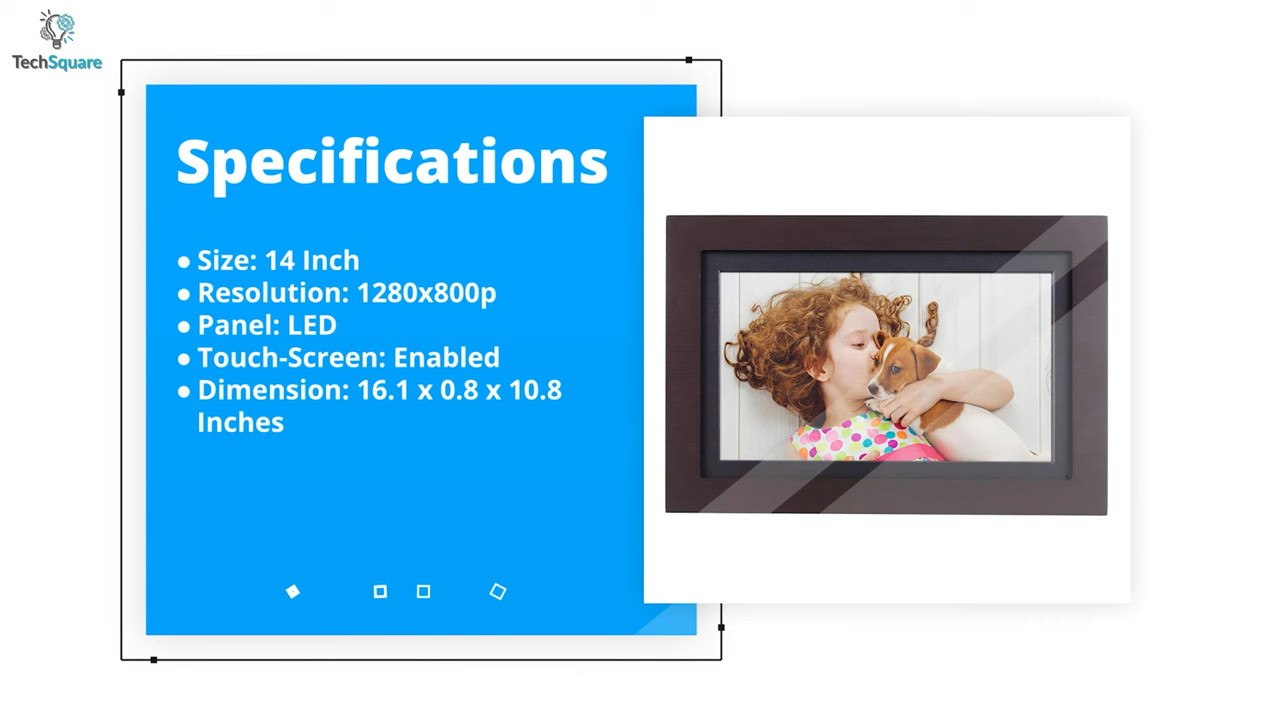 TechSquare
Specifications
● Size: 14 Inch
● Resolution: 1280x800p
● Panel: LED
● Touch-Screen: Enabled
● Dimension: 16.1 x 0.8 x 10.8
Inches